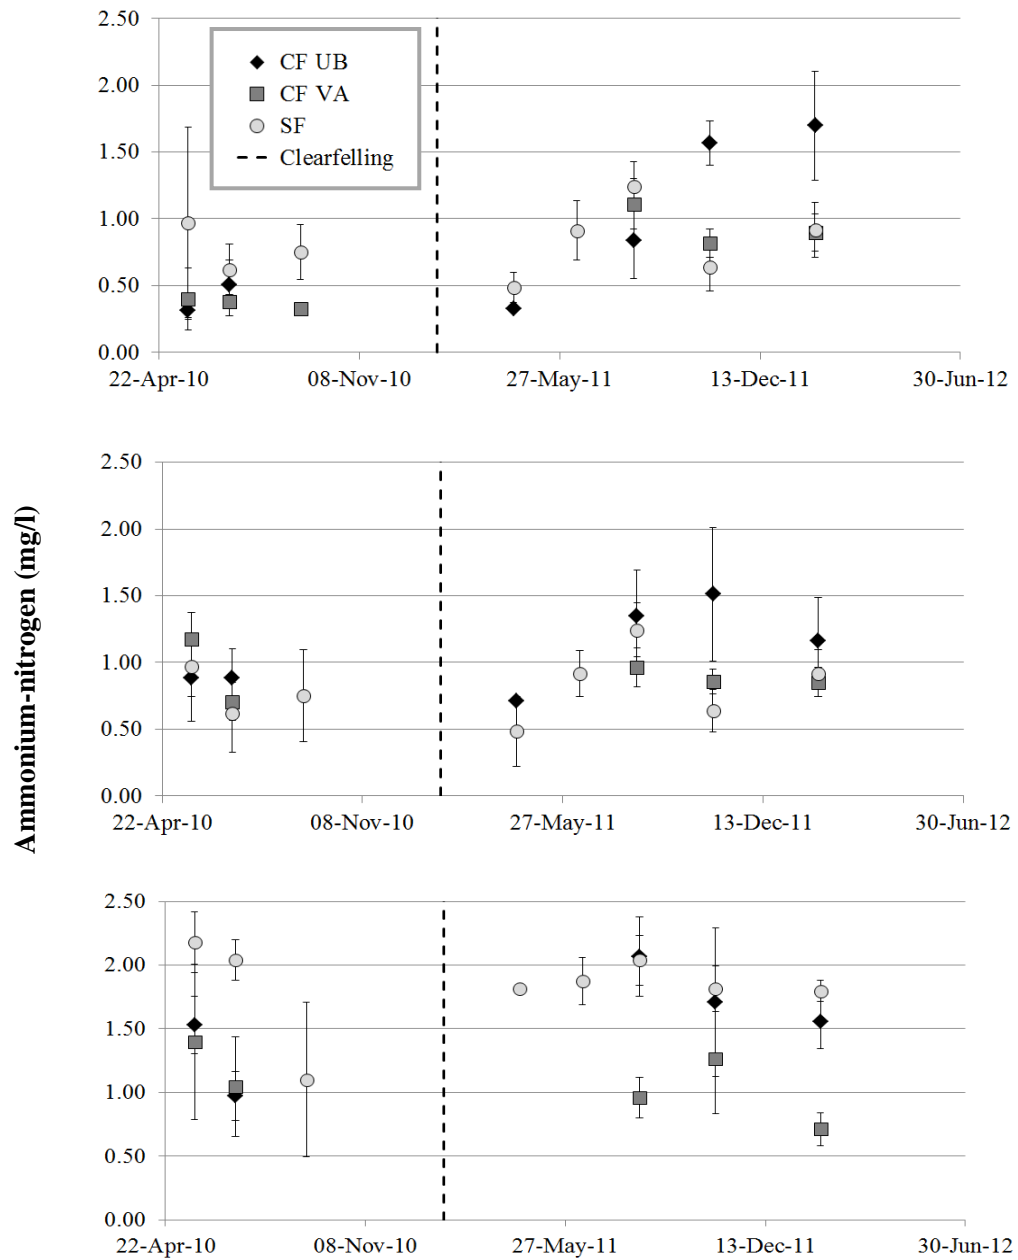 2.50
2.00
1.50
1.00
0.50
0.00
CF UB
CF VA
SF
Clearfelling
22-Apr-10 08-Nov-10 27-May-11 13-Dec-11 30-Jun-12
Ammonium-nitrogen (mg/l)
2.50
2.00
1.50
1.00
0.50
0.00
22-Apr-10 08-Nov-10 27-May-11 13-Dec-11 30-Jun-12
2.50
2.00
1.50
1.00
0.50
0.00
22-Apr-10 08-Nov-10 27-May-11 13-Dec-11 30-Jun-12